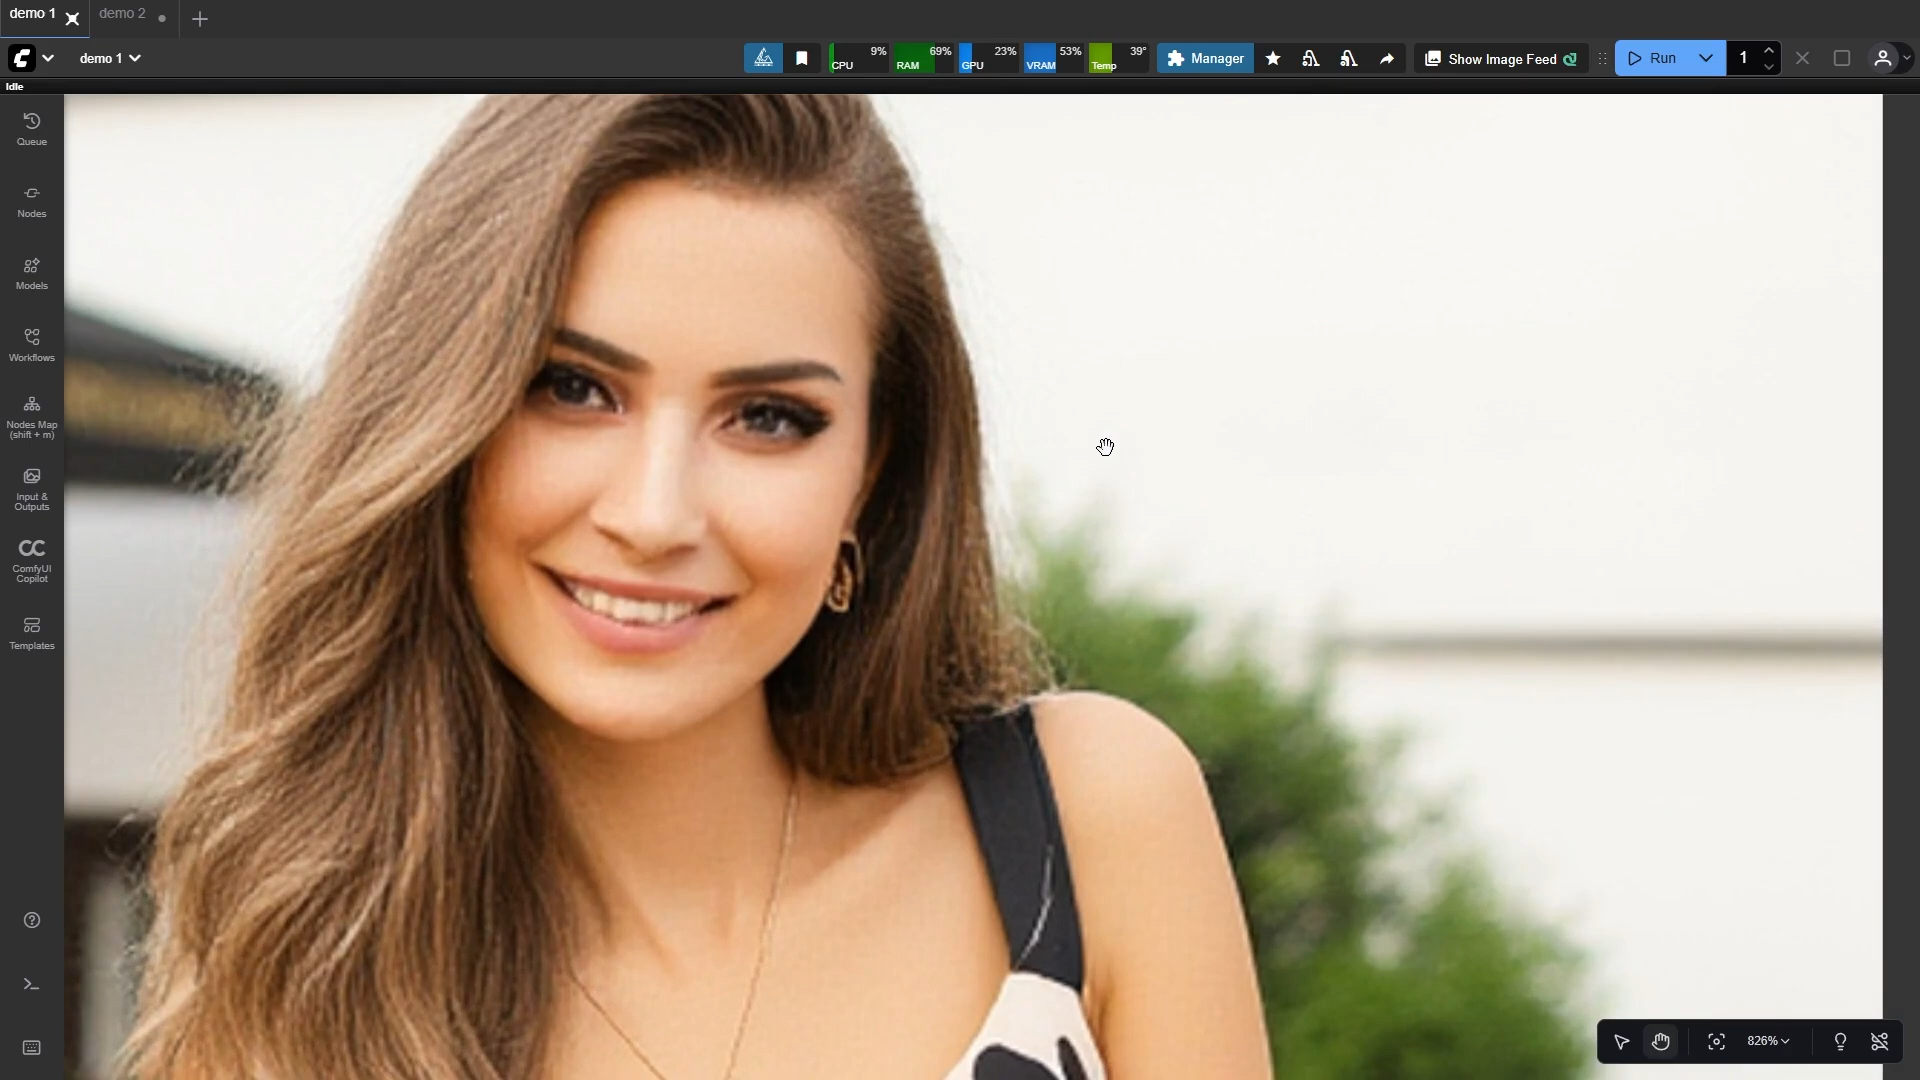 demo 1
demo 2
demo 1
CPU 9%
RAM 69%
GPU 23%
VRAM 53%
Temp 39°
Manager
Show Image Feed
Run
1
Idle
Queue
Nodes
Models
Workflows
Nodes Map
(shift + m)
Input &
Outputs
CC
ComfyUI
Copilot
Templates
826%